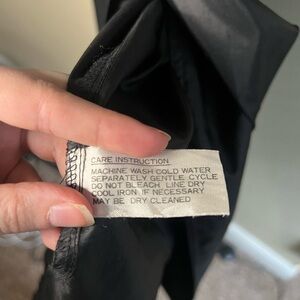 CARE INSTRUCTION
MACHINE WASH COLD WATER
SEPARATELY GENTLE CYCLE
DO NOT BLEACH LINE DRY
COOL IRON IF NECESSARY
MAY BE DRY CLEANED